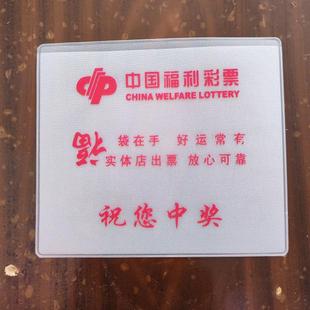 中国福利彩票
CHINA WELFARE LOTTERY
福 袋在手 好运常有
实体店出票 放心可靠
祝您中奖